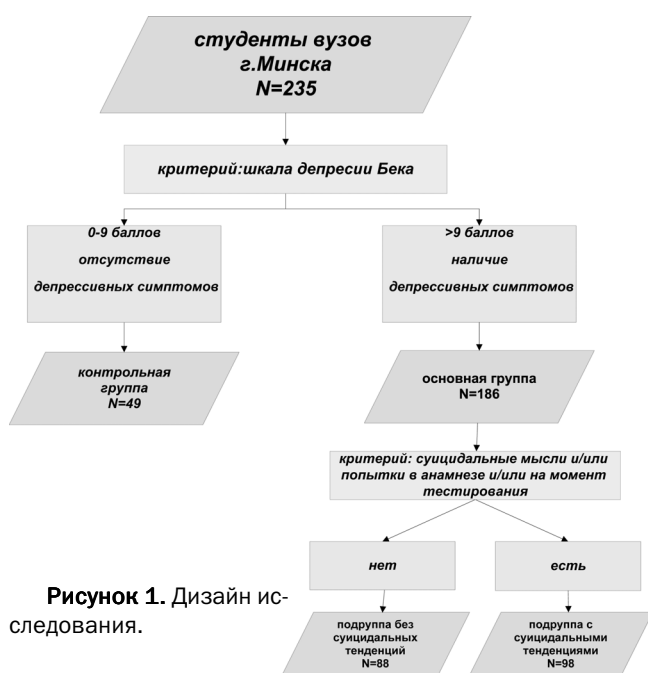 студенты вузов
г.Минска
N=235
критерий:шкала депресии Бека
0-9 баллов
отсутствие
депрессивных симптомов
>9 баллов
наличие
депрессивных симптомов
контрольная
группа
N=49
основная группа
N=186
критерий: суицидальные мысли и/или
попытки в анамнезе и/или на момент
тестирования
нет
есть
подруппа без
суицидальных
тенденций
N=88
подруппа с
суицидальными
тенденциями
N=98
Рисунок 1. Дизайн ис-
следования.